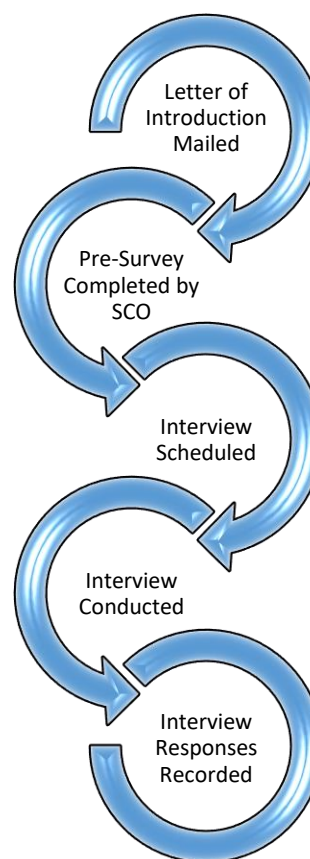 Letter of
Introduction
Mailed
Pre-Survey
Completed by
SCO
Interview
Scheduled
Interview
Conducted
Interview
Responses
Recorded